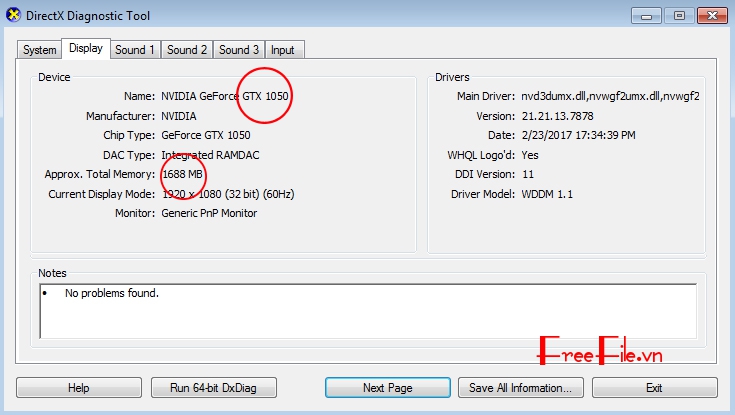 DirectX Diagnostic Tool
System Display Sound 1 Sound 2 Sound 3 Input
Device
Name: NVIDIA GeForce GTX 1050
Manufacturer: NVIDIA
Chip Type: GeForce GTX 1050
DAC Type: Integrated RAMDAC
Approx. Total Memory: 1688 MB
Current Display Mode: 1920 x 1080 (32 bit) (60Hz)
Monitor: Generic PnP Monitor
Drivers
Main Driver: nvd3dumx.dll,nvwgf2umx.dll,nvwgf2
Version: 21.21.13.7878
Date: 2/23/2017 17:34:39 PM
WHQL Logo'd: Yes
DDI Version: 11
Driver Model: WDDM 1.1
Notes
• No problems found.
FreeFile.vn
Help Run 64-bit DxDiag Next Page Save All Information... Exit